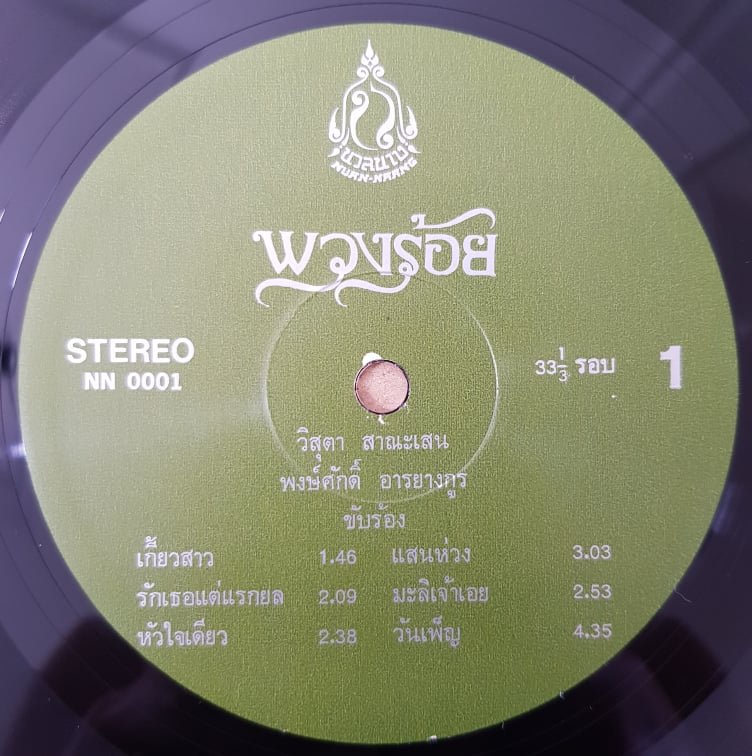 นวลนาง
NUAN-NAANG
พวงร้อย
STEREO
NN 0001
33⅓ รอบ
1
วิสุตา สาณะเสน
พงษ์ศักดิ์ อารยางกูร
ขับร้อง
เกี้ยวสาว 1.46 แสนห่วง 3.03
รักเธอแต่แรกยล 2.09 มะลิเจ้าเอย 2.53
หัวใจเดียว 2.38 วันเพ็ญ 4.35